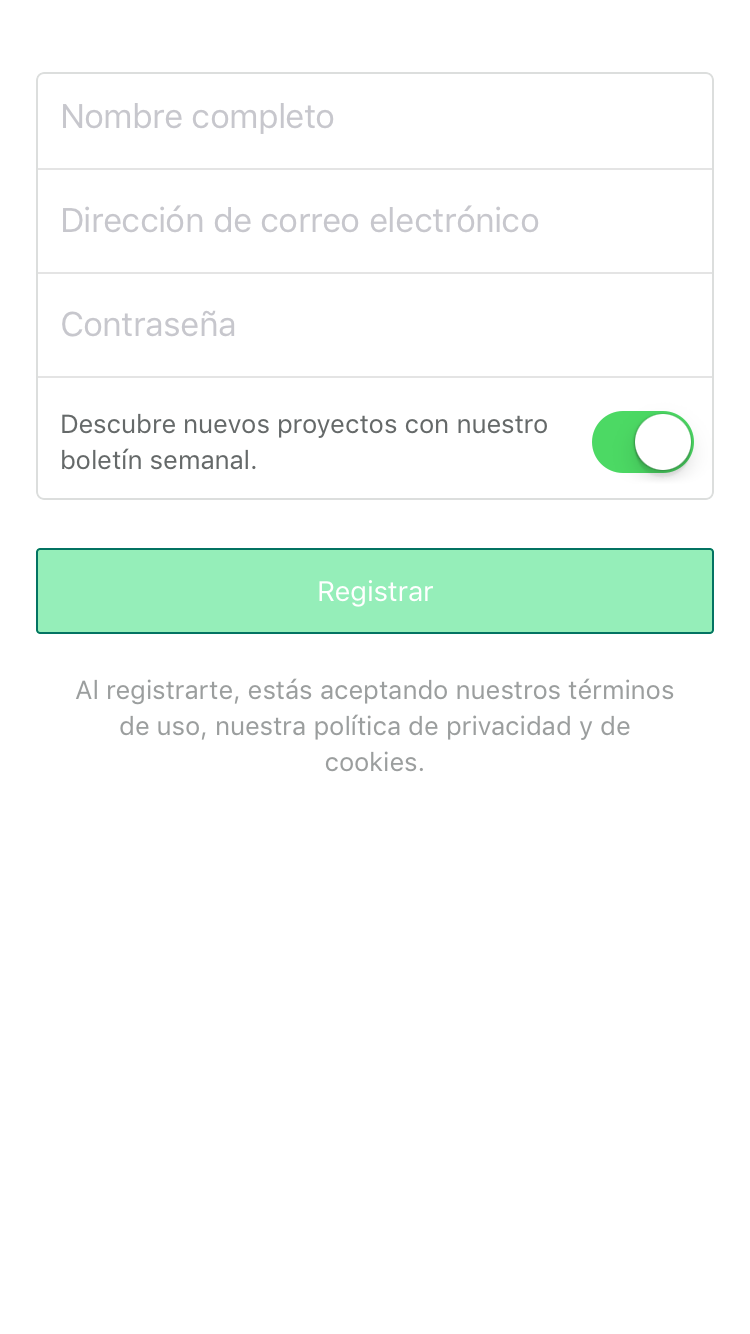 Nombre completo
Dirección de correo electrónico
Contraseña
Descubre nuevos proyectos con nuestro
boletín semanal.
Registrar
Al registrarte, estás aceptando nuestros términos
de uso, nuestra política de privacidad y de
cookies.